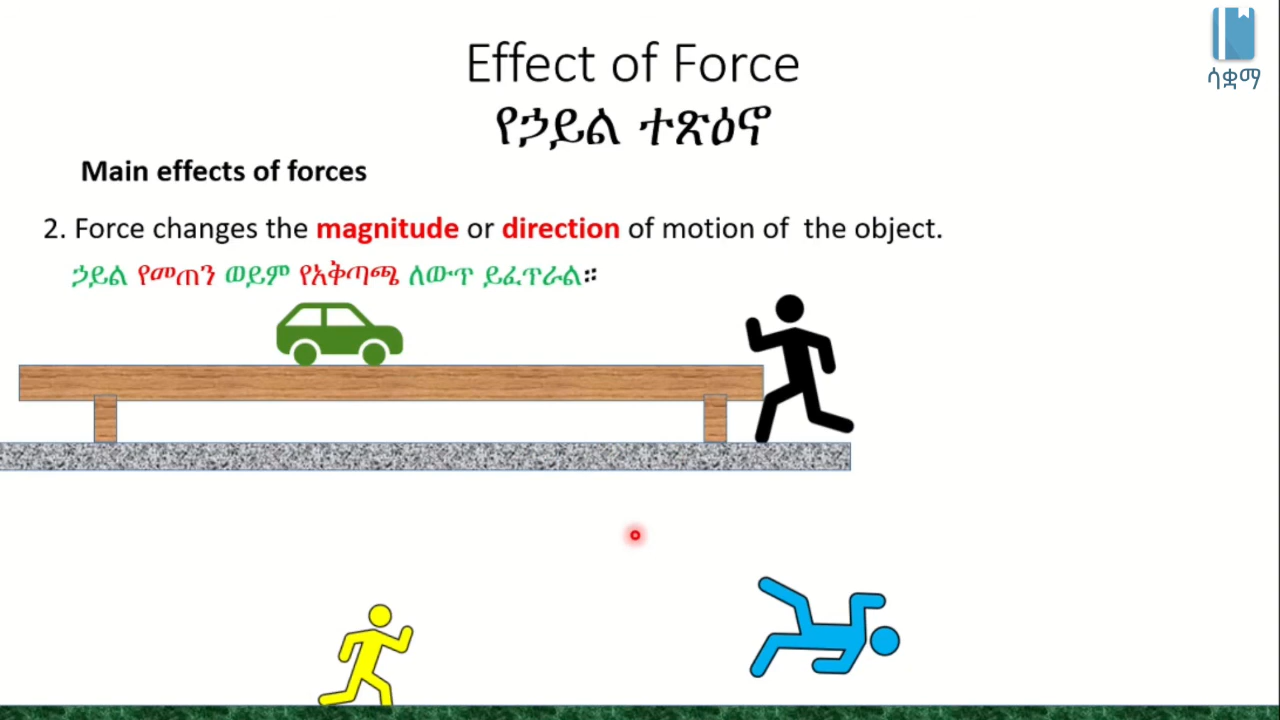 ሳቋማ
Effect of Force
የኃይል ተጽዕኖ
Main effects of forces
2. Force changes the magnitude or direction of motion of the object.
ኃይል የመጠን ወይም የአቅጣጫ ለውጥ ይፈጥራል።